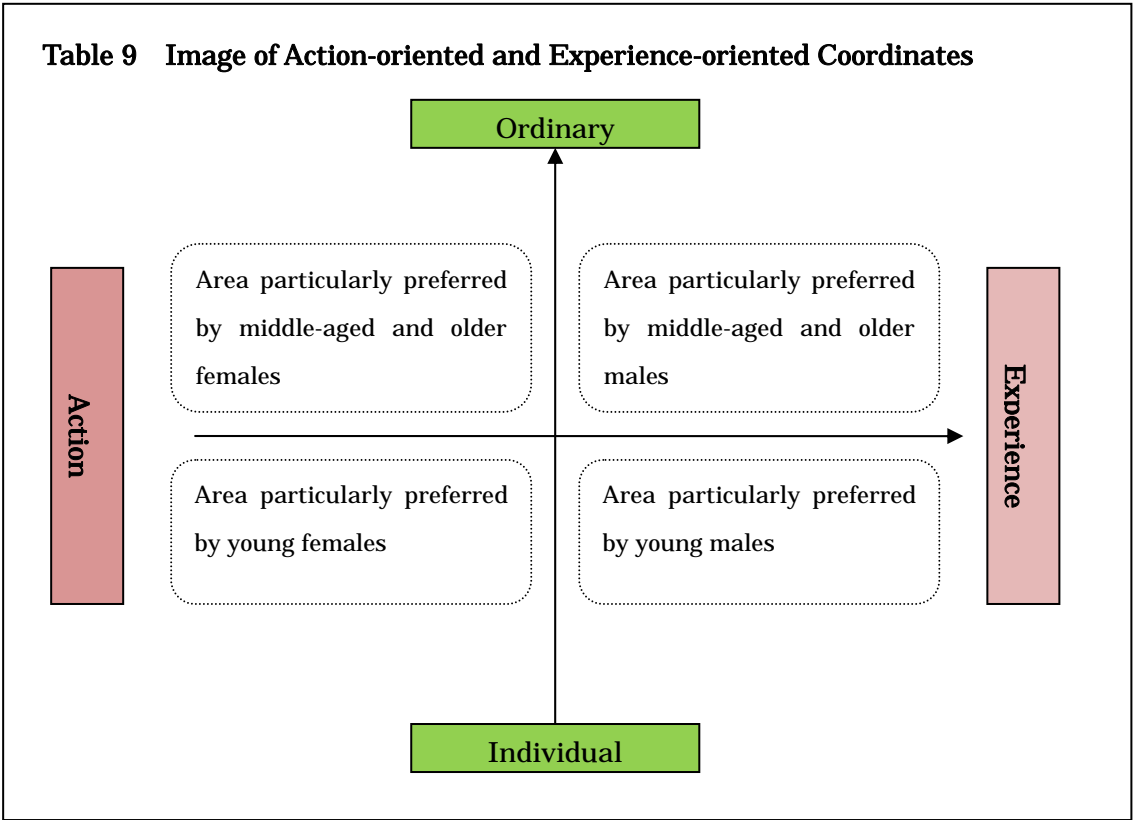 Table 9 Image of Action-oriented and Experience-oriented Coordinates
Ordinary
Area particularly preferred
by middle-aged and older
females
Area particularly preferred
by middle-aged and older
males
Action
Experience
Area particularly preferred
by young females
Area particularly preferred
by young males
Individual